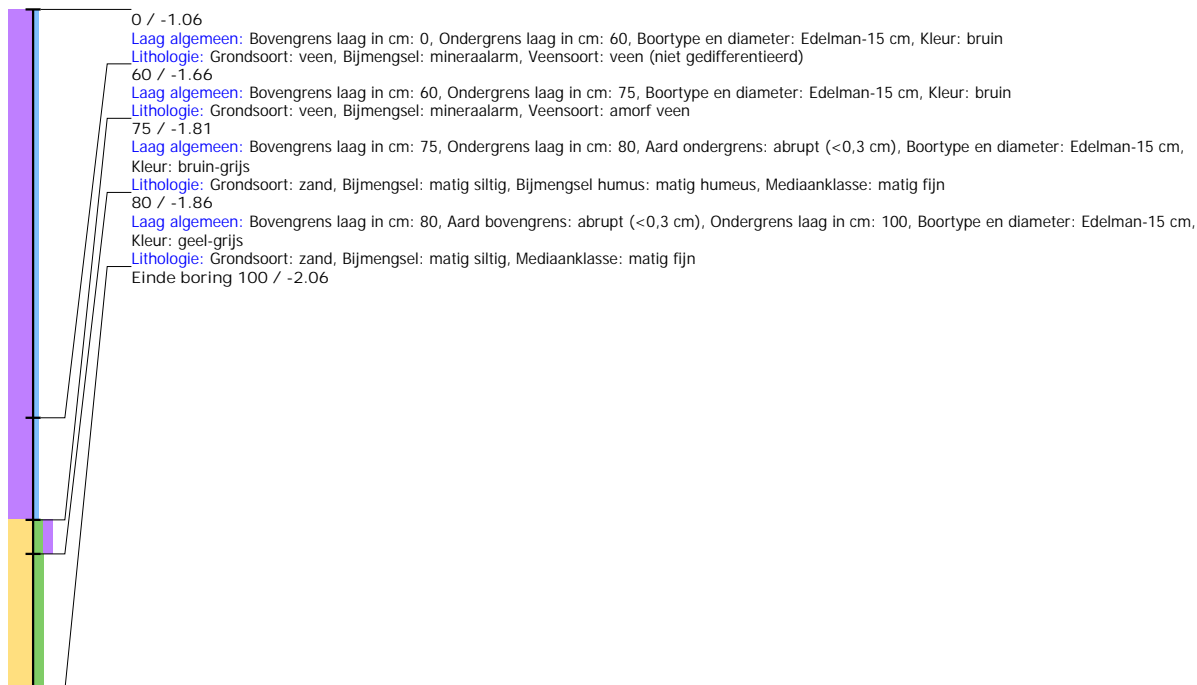 0 / -1.06
Laag algemeen: Bovengrens laag in cm: 0, Ondergrens laag in cm: 60, Boortype en diameter: Edelman-15 cm, Kleur: bruin
Lithologie: Grondsoort: veen, Bijmengsel: mineraalarm, Veensoort: veen (niet gedifferentieerd)
60 / -1.66
Laag algemeen: Bovengrens laag in cm: 60, Ondergrens laag in cm: 75, Boortype en diameter: Edelman-15 cm, Kleur: bruin
Lithologie: Grondsoort: veen, Bijmengsel: mineraalarm, Veensoort: amorf veen
75 / -1.81
Laag algemeen: Bovengrens laag in cm: 75, Ondergrens laag in cm: 80, Aard ondergrens: abrupt (<0,3 cm), Boortype en diameter: Edelman-15 cm,
Kleur: bruin-grijs
Lithologie: Grondsoort: zand, Bijmengsel: matig siltig, Bijmengsel humus: matig humeus, Mediaanklasse: matig fijn
80 / -1.86
Laag algemeen: Bovengrens laag in cm: 80, Aard bovengrens: abrupt (<0,3 cm), Ondergrens laag in cm: 100, Boortype en diameter: Edelman-15 cm,
Kleur: geel-grijs
Lithologie: Grondsoort: zand, Bijmengsel: matig siltig, Mediaanklasse: matig fijn
Einde boring 100 / -2.06